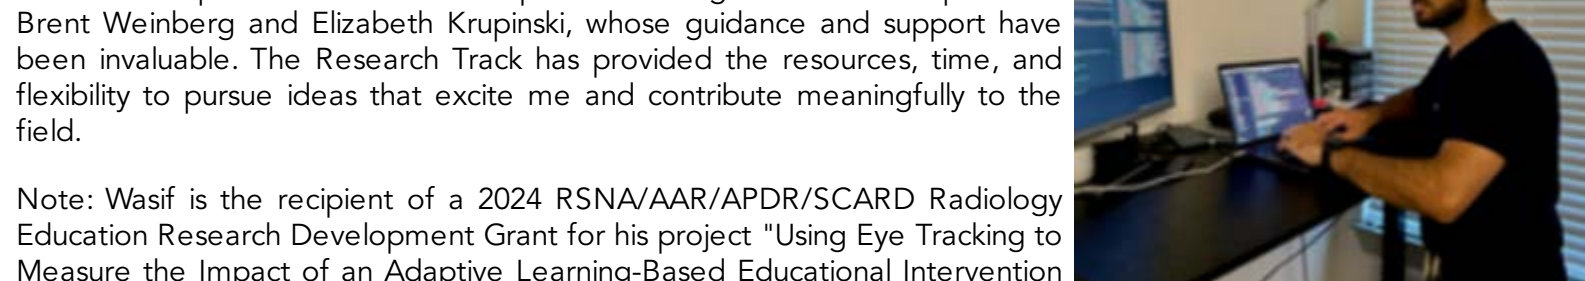 Brent Weinberg and Elizabeth Krupinski, whose guidance and support have
been invaluable. The Research Track has provided the resources, time, and
flexibility to pursue ideas that excite me and contribute meaningfully to the
field.
Note: Wasif is the recipient of a 2024 RSNA/AAR/APDR/SCARD Radiology
Education Research Development Grant for his project "Using Eye Tracking to
Measure the Impact of an Adaptive Learning-Based Educational Intervention